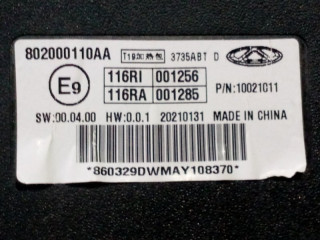 802000110AA 3735ABT D
E9 116RI 001256
116RA 001285 P/N:10021011
SW:00.04.00 HW:0.0.1 20210131 MADE IN CHINA
*860329DWMAY108370*